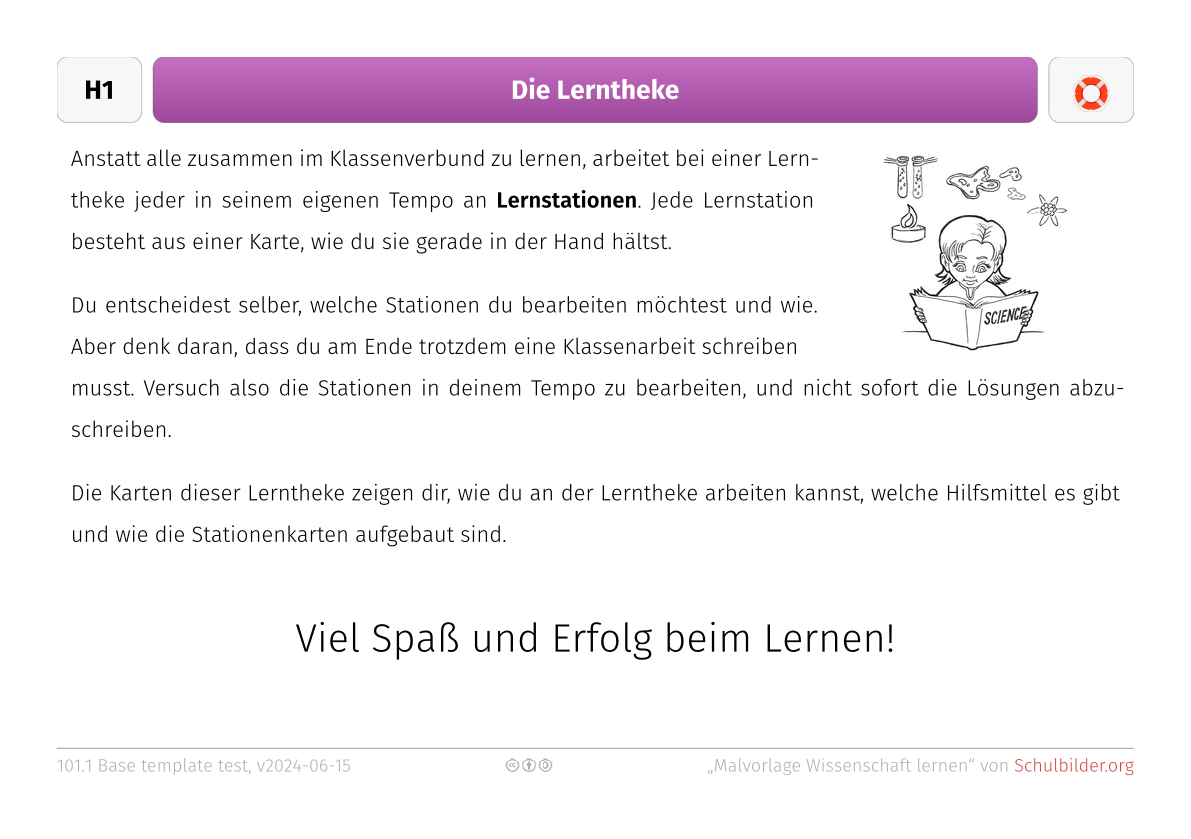 H1
Die Lerntheke
Anstatt alle zusammen im Klassenverbund zu lernen, arbeitet bei einer Lern-
theke jeder in seinem eigenen Tempo an Lernstationen. Jede Lernstation
besteht aus einer Karte, wie du sie gerade in der Hand hältst.
SCIENCE
Du entscheidest selber, welche Stationen du bearbeiten möchtest und wie.
Aber denk daran, dass du am Ende trotzdem eine Klassenarbeit schreiben
musst. Versuch also die Stationen in deinem Tempo zu bearbeiten, und nicht sofort die Lösungen abzu-
schreiben.
Die Karten dieser Lerntheke zeigen dir, wie du an der Lerntheke arbeiten kannst, welche Hilfsmittel es gibt
und wie die Stationenkarten aufgebaut sind.
Viel Spaß und Erfolg beim Lernen!
101.1 Base template test, v2024-06-15
„Malvorlage Wissenschaft lernen“ von Schulbilder.org